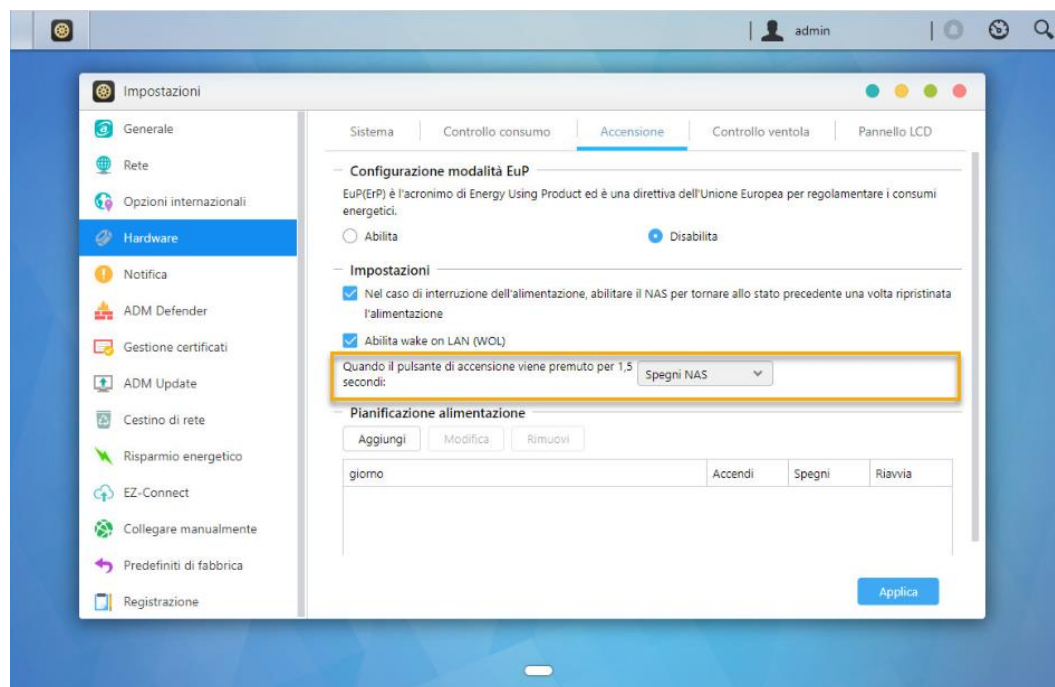 admin
Impostazioni
Generale
Rete
Opzioni internazionali
Hardware
Notifica
ADM Defender
Gestione certificati
ADM Update
Cestino di rete
Risparmio energetico
EZ-Connect
Collegare manualmente
Predefiniti di fabbrica
Registrazione
Sistema Controllo consumo Accensione Controllo ventola Pannello LCD
Configurazione modalità EuP
EuP(ErP) è l'acronimo di Energy Using Product ed è una direttiva dell'Unione Europea per regolamentare i consumi
energetici.
Abilita Disabilita
Impostazioni
Nel caso di interruzione dell'alimentazione, abilitare il NAS per tornare allo stato precedente una volta ripristinata
l'alimentazione
Abilita wake on LAN (WOL)
Quando il pulsante di accensione viene premuto per 1,5
secondi:
Spegni NAS
Pianificazione alimentazione
Aggiungi Modifica Rimuovi
giorno Accendi Spegni Riavvia
Applica